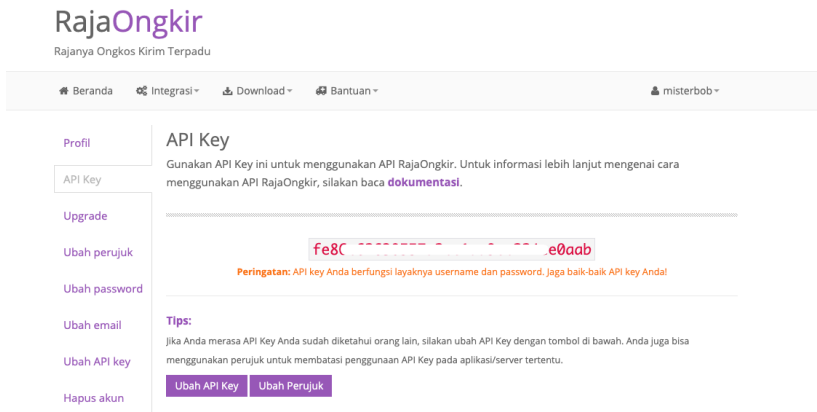 RajaOngkir
Rajanya Ongkos Kirim Terpadu
Beranda Integrasi Download Bantuan misterbob
Profil
API Key
Upgrade
Ubah perujuk
Ubah password
Ubah email
Ubah API key
Hapus akun
API Key
Gunakan API Key ini untuk menggunakan API RajaOngkir. Untuk informasi lebih lanjut mengenai cara
menggunakan API RajaOngkir, silakan baca dokumentasi.
Peringatan: API key Anda berfungsi layaknya username dan password. Jaga baik-baik API key Anda!
Tips:
Jika Anda merasa API Key Anda sudah diketahui orang lain, silakan ubah API Key dengan tombol di bawah. Anda juga bisa
menggunakan perujuk untuk membatasi penggunaan API Key pada aplikasi/server tertentu.
Ubah API Key Ubah Perujuk